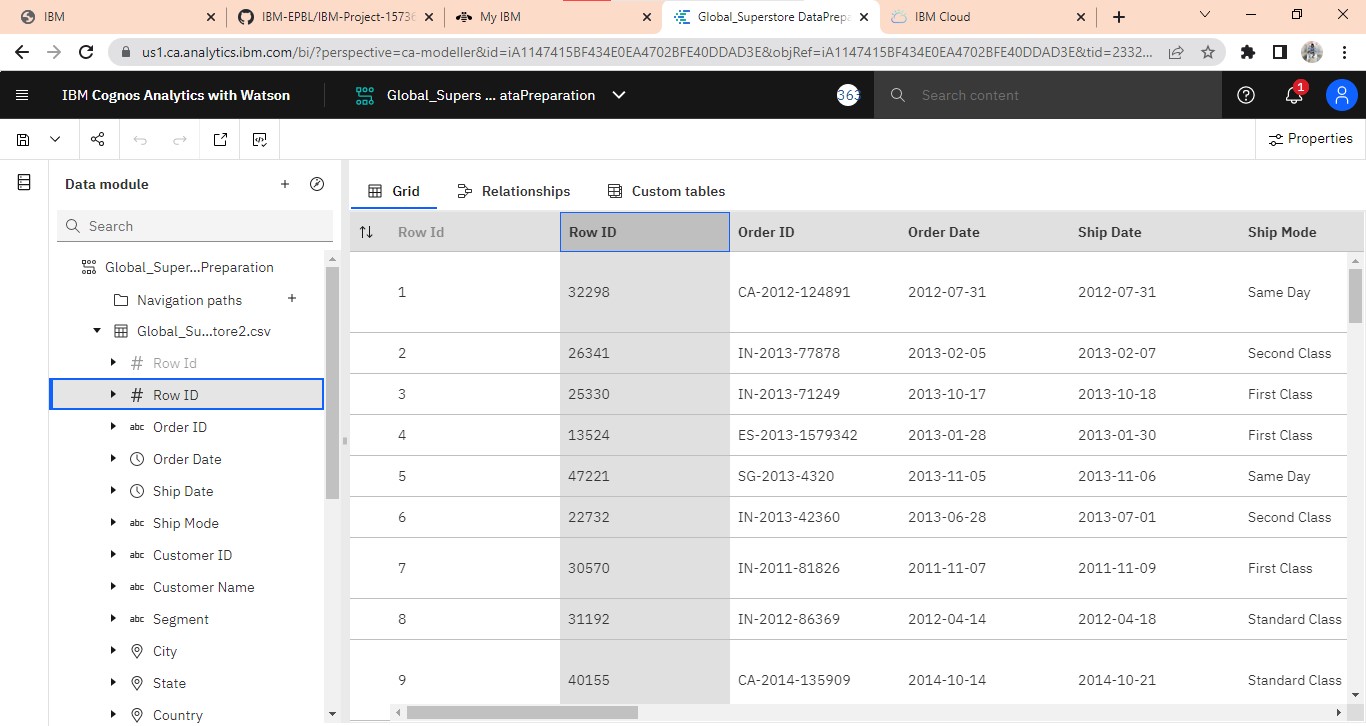 IBM
IBM-EPBL/IBM-Project-1573
My IBM
Global_Superstore DataPrepa
IBM Cloud
us1.ca.analytics.ibm.com/bi/?perspective=ca-modeller&id=iA1147415BF434E0EA4702BFE40DDAD3E&objRef=iA1147415BF434E0EA4702BFE40DDAD3E&tid=2332...
IBM Cognos Analytics with Watson
Global_Supers ... ataPreparation
363
Search content
1
Properties
Data module
Search
Global_Super...Preparation
Navigation paths
Global_Su...tore2.csv
# Row Id
# Row ID
abc Order ID
Order Date
Ship Date
abc Ship Mode
abc Customer ID
abc Customer Name
abc Segment
City
State
Country
Grid
Relationships
Custom tables
Row Id Row ID Order ID Order Date Ship Date Ship Mode
1 32298 CA-2012-124891 2012-07-31 2012-07-31 Same Day
2 26341 IN-2013-77878 2013-02-05 2013-02-07 Second Class
3 25330 IN-2013-71249 2013-10-17 2013-10-18 First Class
4 13524 ES-2013-1579342 2013-01-28 2013-01-30 First Class
5 47221 SG-2013-4320 2013-11-05 2013-11-06 Same Day
6 22732 IN-2013-42360 2013-06-28 2013-07-01 Second Class
7 30570 IN-2011-81826 2011-11-07 2011-11-09 First Class
8 31192 IN-2012-86369 2012-04-14 2012-04-18 Standard Class
9 40155 CA-2014-135909 2014-10-14 2014-10-21 Standard Class